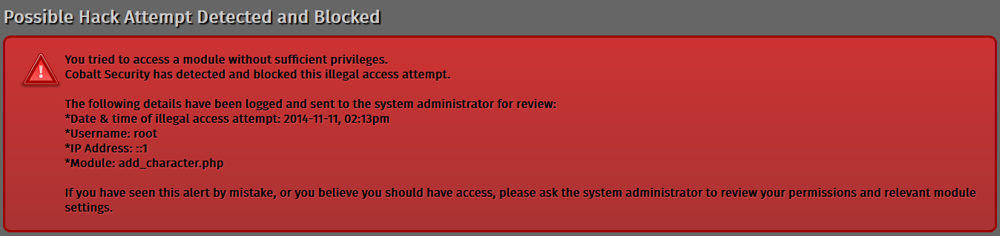 Possible Hack Attempt Detected and Blocked
You tried to access a module without sufficient privileges.
Cobalt Security has detected and blocked this illegal access attempt.
The following details have been logged and sent to the system administrator for review:
*Date & time of illegal access attempt: 2014-11-11, 02:13pm
*Username: root
*IP Address: ::1
*Module: add_character.php
If you have seen this alert by mistake, or you believe you should have access, please ask the system administrator to review your permissions and relevant module
settings.